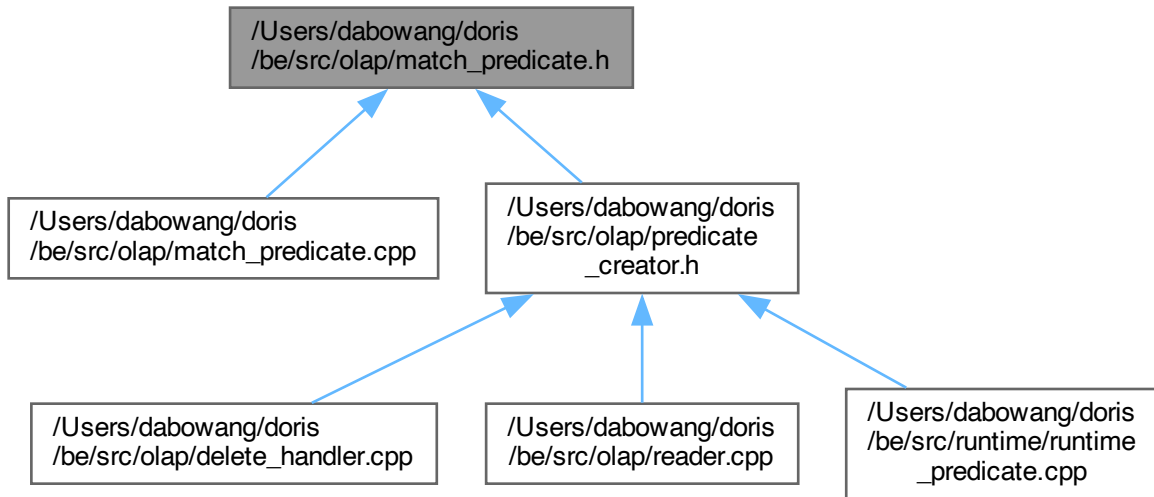 /Users/dabowang/doris
/be/src/olap/match_predicate.h
/Users/dabowang/doris
/be/src/olap/match_predicate.cpp
/Users/dabowang/doris
/be/src/olap/predicate
_creator.h
/Users/dabowang/doris
/be/src/olap/delete_handler.cpp
/Users/dabowang/doris
/be/src/olap/reader.cpp
/Users/dabowang/doris
/be/src/runtime/runtime
_predicate.cpp